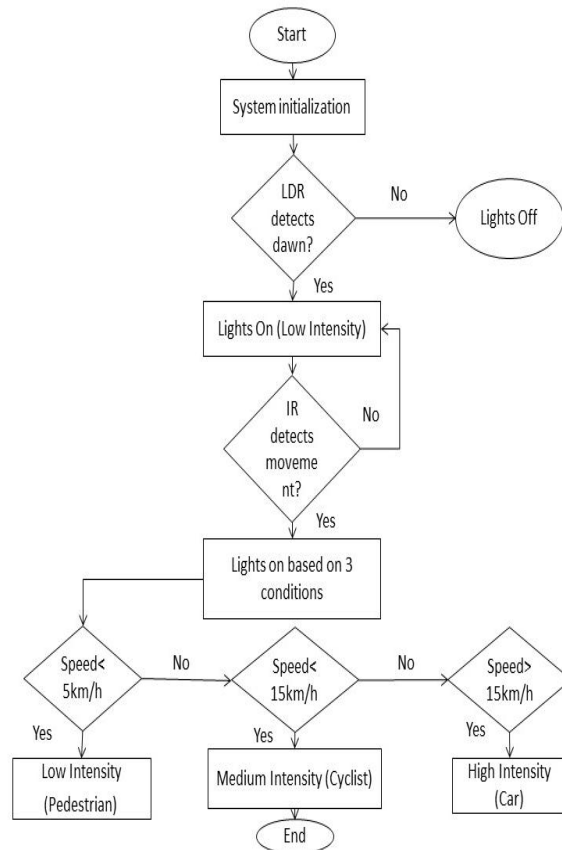 Start
System initialization
LDR
detects
dawn?
No
Lights Off
Yes
Lights On (Low Intensity)
IR
detects
moveme
nt?
No
Yes
Lights on based on 3
conditions
Speed<
5km/h
No
Speed<
15km/h
No
Speed>
15km/h
Yes
Yes
Yes
Low Intensity
(Pedestrian)
Medium Intensity (Cyclist)
High Intensity
(Car)
End